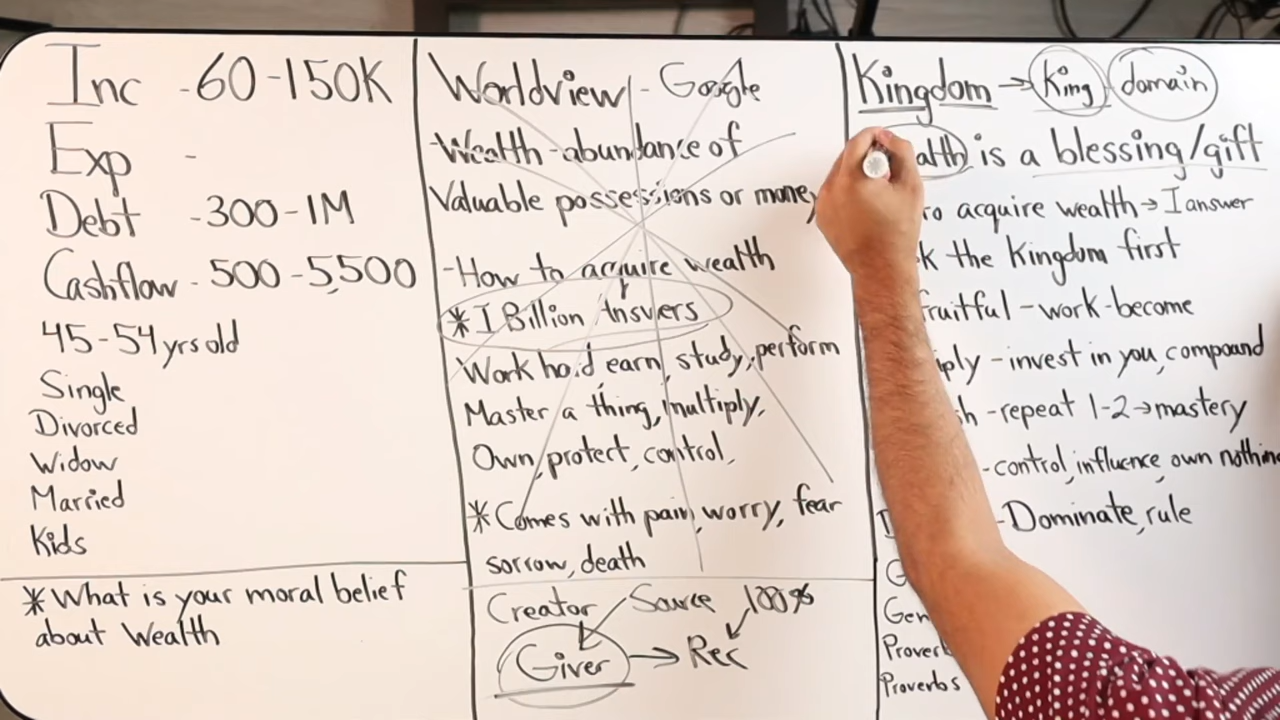 Inc - 60-150K
Exp -
Debt - 300-1M
Cashflow - 500-5,500
45-54 yrs old
Single
Divorced
Widow
Married
Kids
* What is your moral belief
about Wealth
Worldview - Google
- Wealth - abundance of
Valuable possessions or money
- How to acquire wealth
* 1 Billion Answers
Work hard earn, study, perform
Master a thing, multiply,
Own, protect, control,
* Comes with pain, worry, fear
sorrow, death
Creator Source 100%
Giver → Rec
Kingdom → King domain
is a blessing/gift
acquire wealth → 1 answer
the Kingdom first
- work - become
- invest in you, compound
- repeat 1-2 → mastery
- control, influence, own nothing
- Dominate, rule
Proverbs